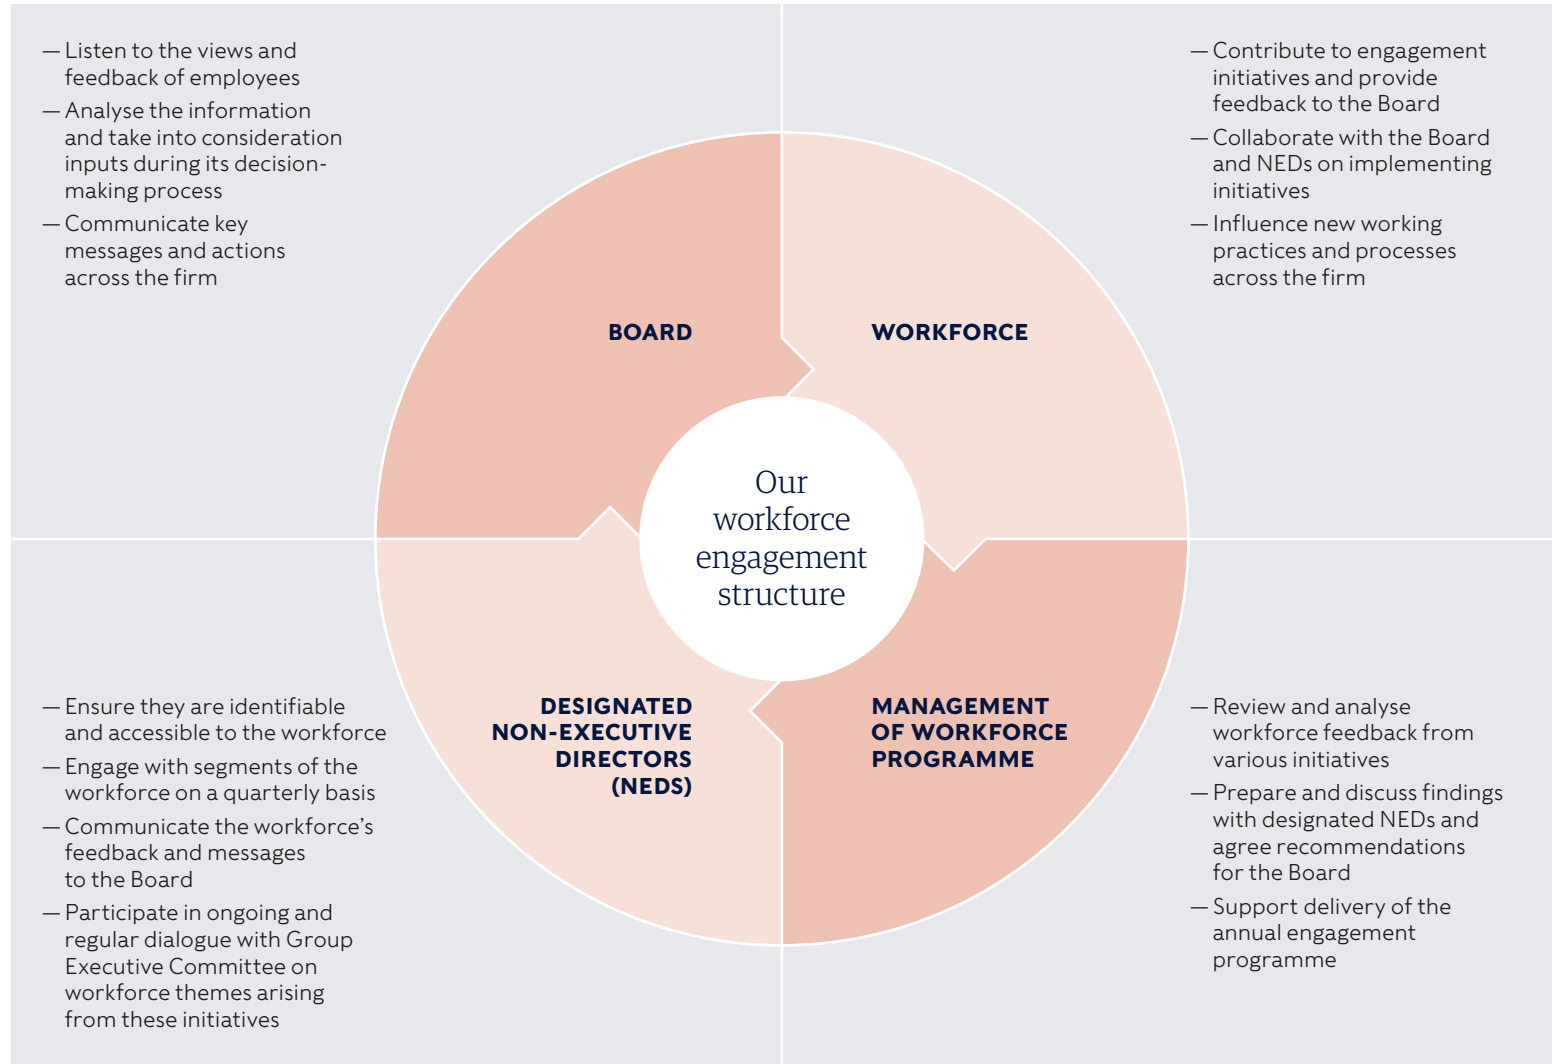 — Listen to the views and
feedback of employees
— Analyse the information
and take into consideration
inputs during its decision-
making process
— Communicate key
messages and actions
across the firm
— Contribute to engagement
initiatives and provide
feedback to the Board
— Collaborate with the Board
and NEDs on implementing
initiatives
— Influence new working
practices and processes
across the firm
BOARD
WORKFORCE
Our
workforce
engagement
structure
— Ensure they are identifiable
and accessible to the workforce
— Engage with segments of the
workforce on a quarterly basis
— Communicate the workforce’s
feedback and messages
to the Board
— Participate in ongoing and
regular dialogue with Group
Executive Committee on
workforce themes arising
from these initiatives
DESIGNATED
NON-EXECUTIVE
DIRECTORS
(NEDS)
MANAGEMENT
OF WORKFORCE
PROGRAMME
— Review and analyse
workforce feedback from
various initiatives
— Prepare and discuss findings
with designated NEDs and
agree recommendations
for the Board
— Support delivery of the
annual engagement
programme